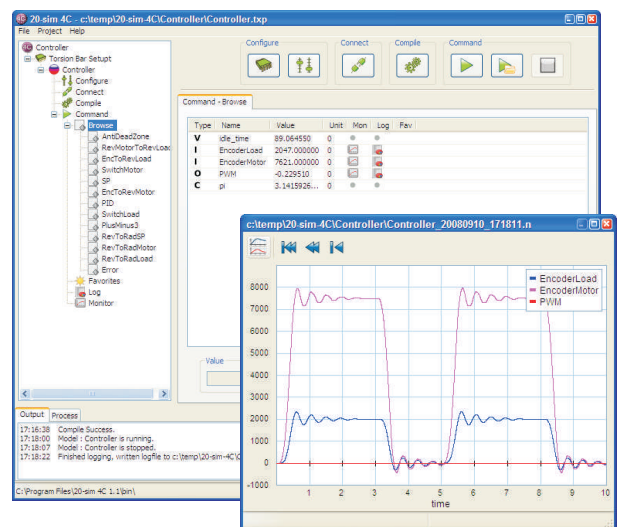 20-sim 4C - c:\temp\20-sim-4C\Controller\Controller.txp
File Project Help
Controller
Torsion Bar Setupt
Controller
Configure
Connect
Compile
Command
Browse
AntiDeadZone
RevMotorToRevLoad
EncToRevLoad
SwitchMotor
SP
EncToRevMotor
PID
SwitchLoad
PlusMinus3
RevToRadSP
RevToRadMotor
RevToRadLoad
Error
Favorites
Log
Monitor
Configure Connect Compile Command
Command - Browse
Type Name Value Unit Mon Log Fav
V idle_time 89.064550 0
I EncoderLoad 2047.000000 0
I EncoderMotor 7621.000000 0
O PWM -0.229510 0
C pi 3.1415926... 0
Value
Output Process
17:16:38 Compile Success.
17:18:00 Model : Controller is running.
17:18:07 Model : Controller is stopped.
17:18:22 Finished logging, written logfile to c:\temp\20-sim-4C\C
C:\Program Files\20-sim 4C 1.1\bin\
c:\temp\20-sim-4C\Controller\Controller_20080910_171811.n
EncoderLoad
EncoderMotor
PWM
8000
7000
6000
5000
4000
3000
2000
1000
0
-1000
1 2 3 4 5 6 7 8 9 10
time